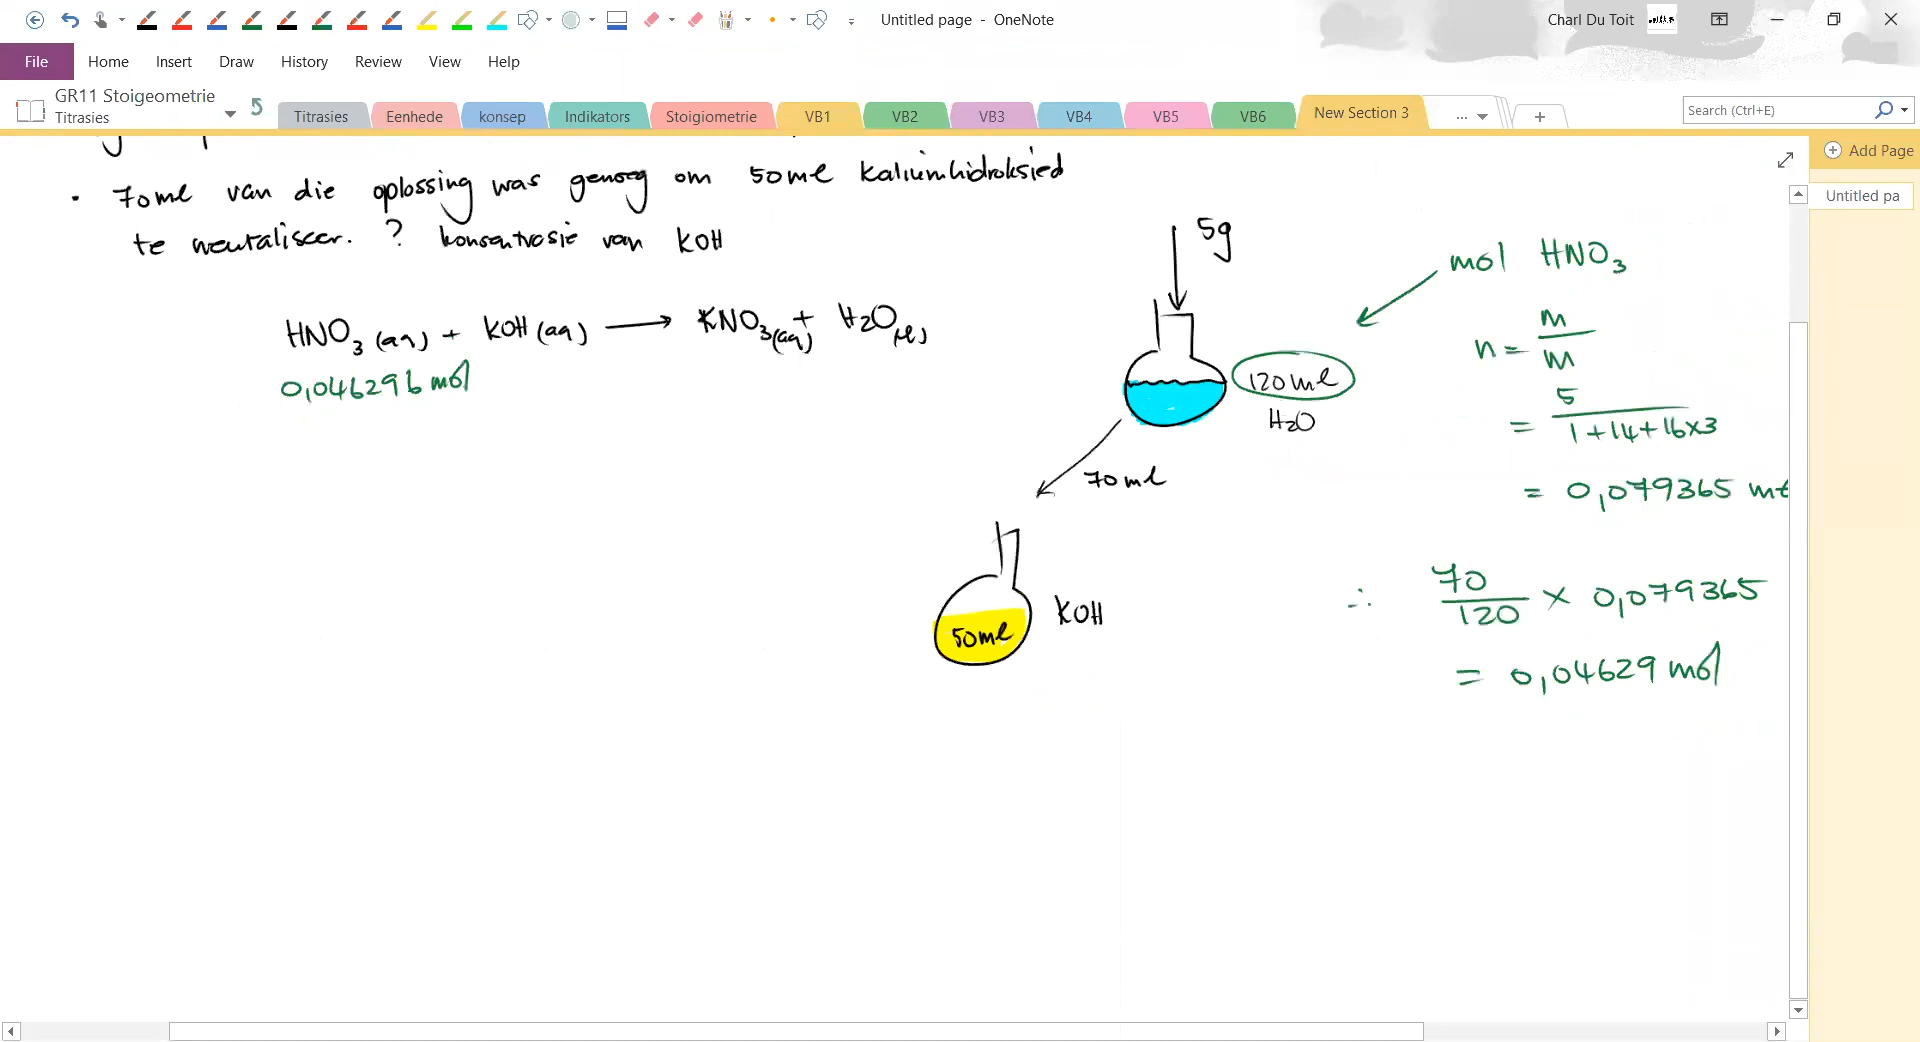 Untitled page - OneNote
Charl Du Toit
File Home Insert Draw History Review View Help
GR11 Stoigeometrie
Titrasies
Titrasies Eenhede konsep Indikators Stoigiometrie VB1 VB2 VB3 VB4 VB5 VB6 New Section 3 ...
Search (Ctrl+E)
Add Page
Untitled pa
• 70ml van die oplossing was genoeg om 50ml kaliumhidroksied
te neutaliseer. ? konsentrasie van KOH
HNO3 (aq) + KOH (aq) → KNO3(aq) + H2O(l)
0,046296 mol
5g
120ml
H2O
70ml
50ml
KOH
mol HNO3
n = m/m
= 5/(1+14+16×3)
= 0,079365 mo
∴ 70/120 × 0,079365
= 0,04629 mol